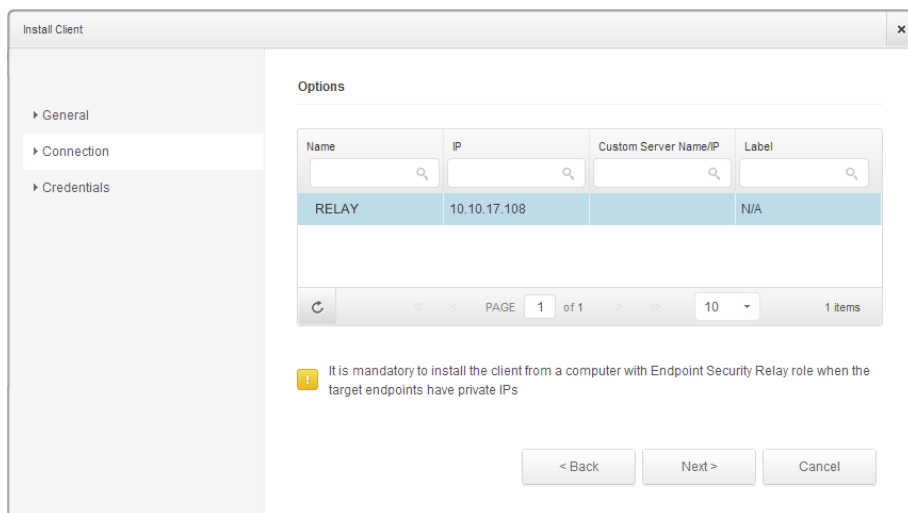 Install Client
General
Connection
Credentials
Options
Name IP Custom Server Name/IP Label
RELAY 10.10.17.108 N/A
PAGE 1 of 1 10 1 items
It is mandatory to install the client from a computer with Endpoint Security Relay role when the
target endpoints have private IPs
< Back Next > Cancel